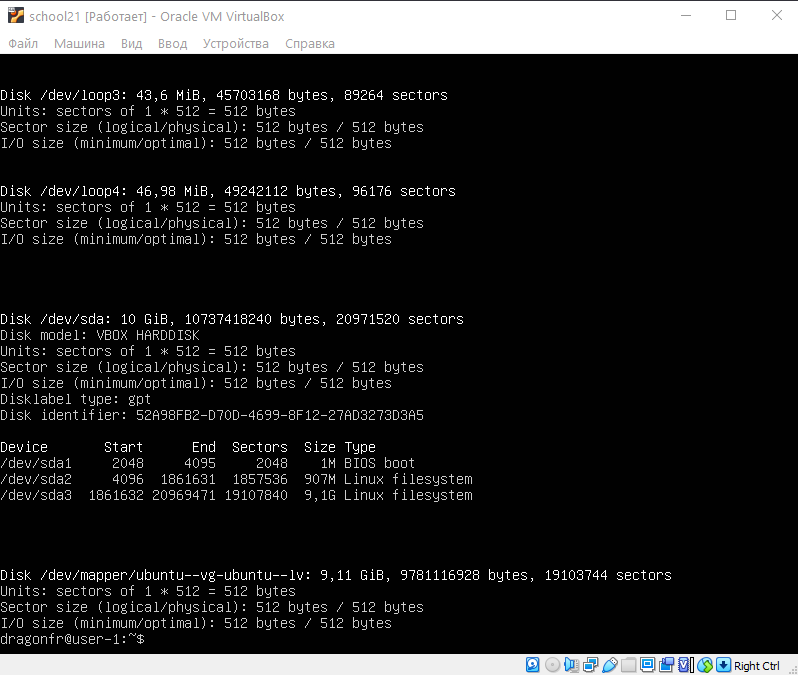 school21 [Работает] - Oracle VM VirtualBox
Файл Машина Вид Ввод Устройства Справка
Disk /dev/loop3: 43,6 MiB, 45703168 bytes, 89264 sectors
Units: sectors of 1 * 512 = 512 bytes
Sector size (logical/physical): 512 bytes / 512 bytes
I/O size (minimum/optimal): 512 bytes / 512 bytes
Disk /dev/loop4: 46,98 MiB, 49242112 bytes, 96176 sectors
Units: sectors of 1 * 512 = 512 bytes
Sector size (logical/physical): 512 bytes / 512 bytes
I/O size (minimum/optimal): 512 bytes / 512 bytes
Disk /dev/sda: 10 GiB, 10737418240 bytes, 20971520 sectors
Disk model: VBOX HARDDISK
Units: sectors of 1 * 512 = 512 bytes
Sector size (logical/physical): 512 bytes / 512 bytes
I/O size (minimum/optimal): 512 bytes / 512 bytes
Disklabel type: gpt
Disk identifier: 52A98FB2-D70D-4699-8F12-27AD3273D3A5
Device Start End Sectors Size Type
/dev/sda1 2048 4095 2048 1M BIOS boot
/dev/sda2 4096 1861631 1857536 907M Linux filesystem
/dev/sda3 1861632 20969471 19107840 9,1G Linux filesystem
Disk /dev/mapper/ubuntu--vg-ubuntu--lv: 9,11 GiB, 9781116928 bytes, 19103744 sectors
Units: sectors of 1 * 512 = 512 bytes
Sector size (logical/physical): 512 bytes / 512 bytes
I/O size (minimum/optimal): 512 bytes / 512 bytes
dragonfr@user-1:~$
Right Ctrl